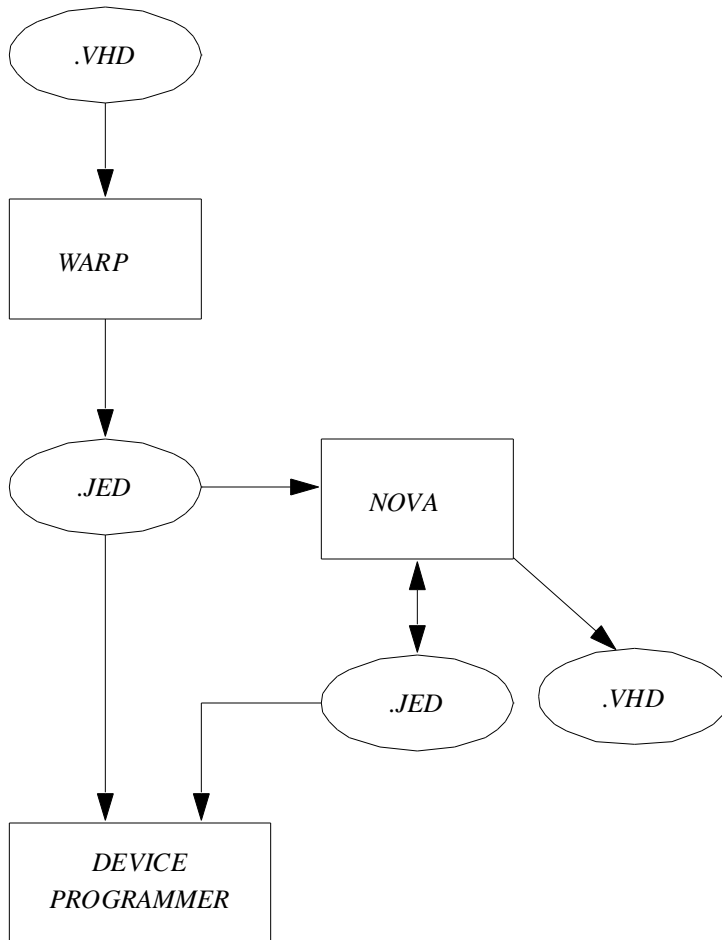 .VHD
WARP
.JED
NOVA
.JED
.VHD
DEVICE
PROGRAMMER